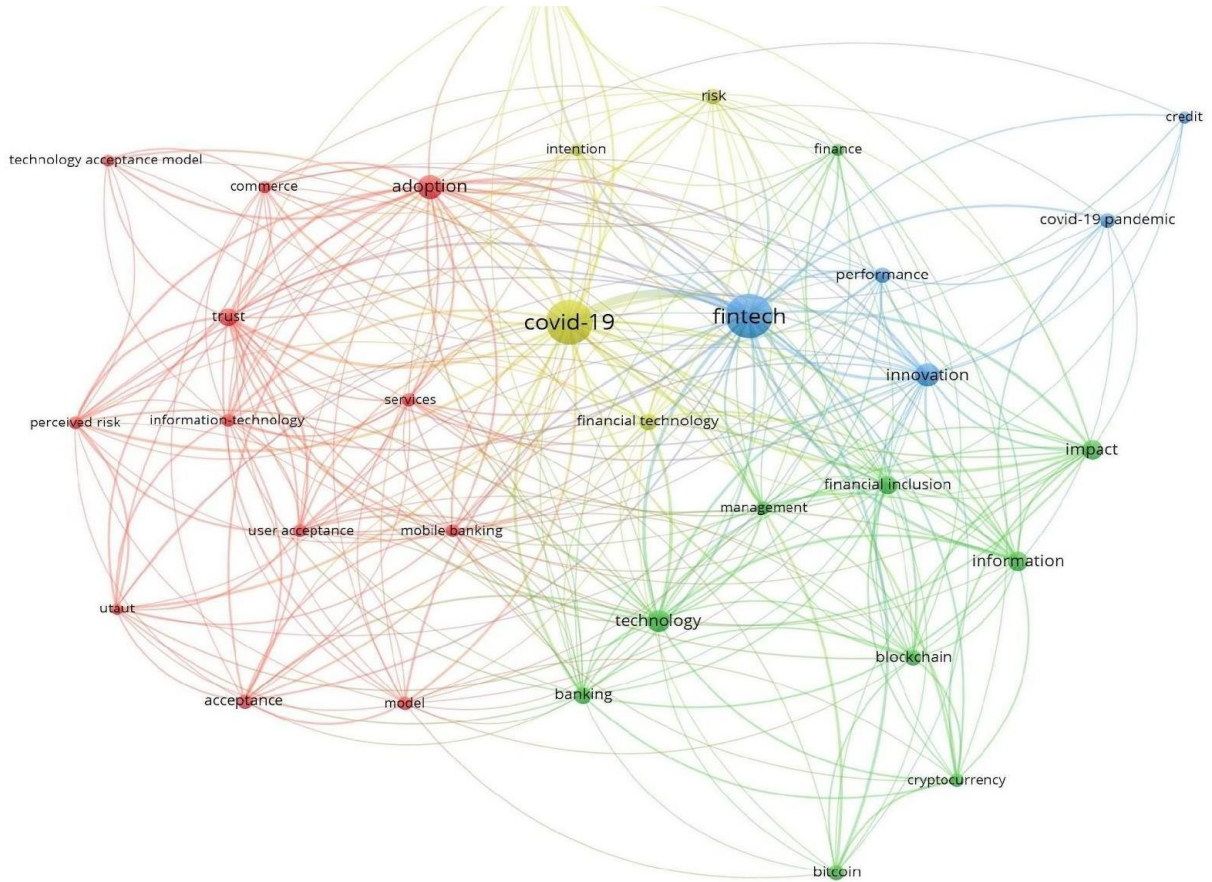 risk
credit
technology acceptance model
intention
finance
commerce
adoption
covid-19 pandemic
performance
trust
covid-19
fintech
innovation
services
perceived risk
information-technology
financial technology
impact
financial inclusion
management
user acceptance
mobile banking
information
utaut
technology
blockchain
acceptance
model
banking
cryptocurrency
bitcoin